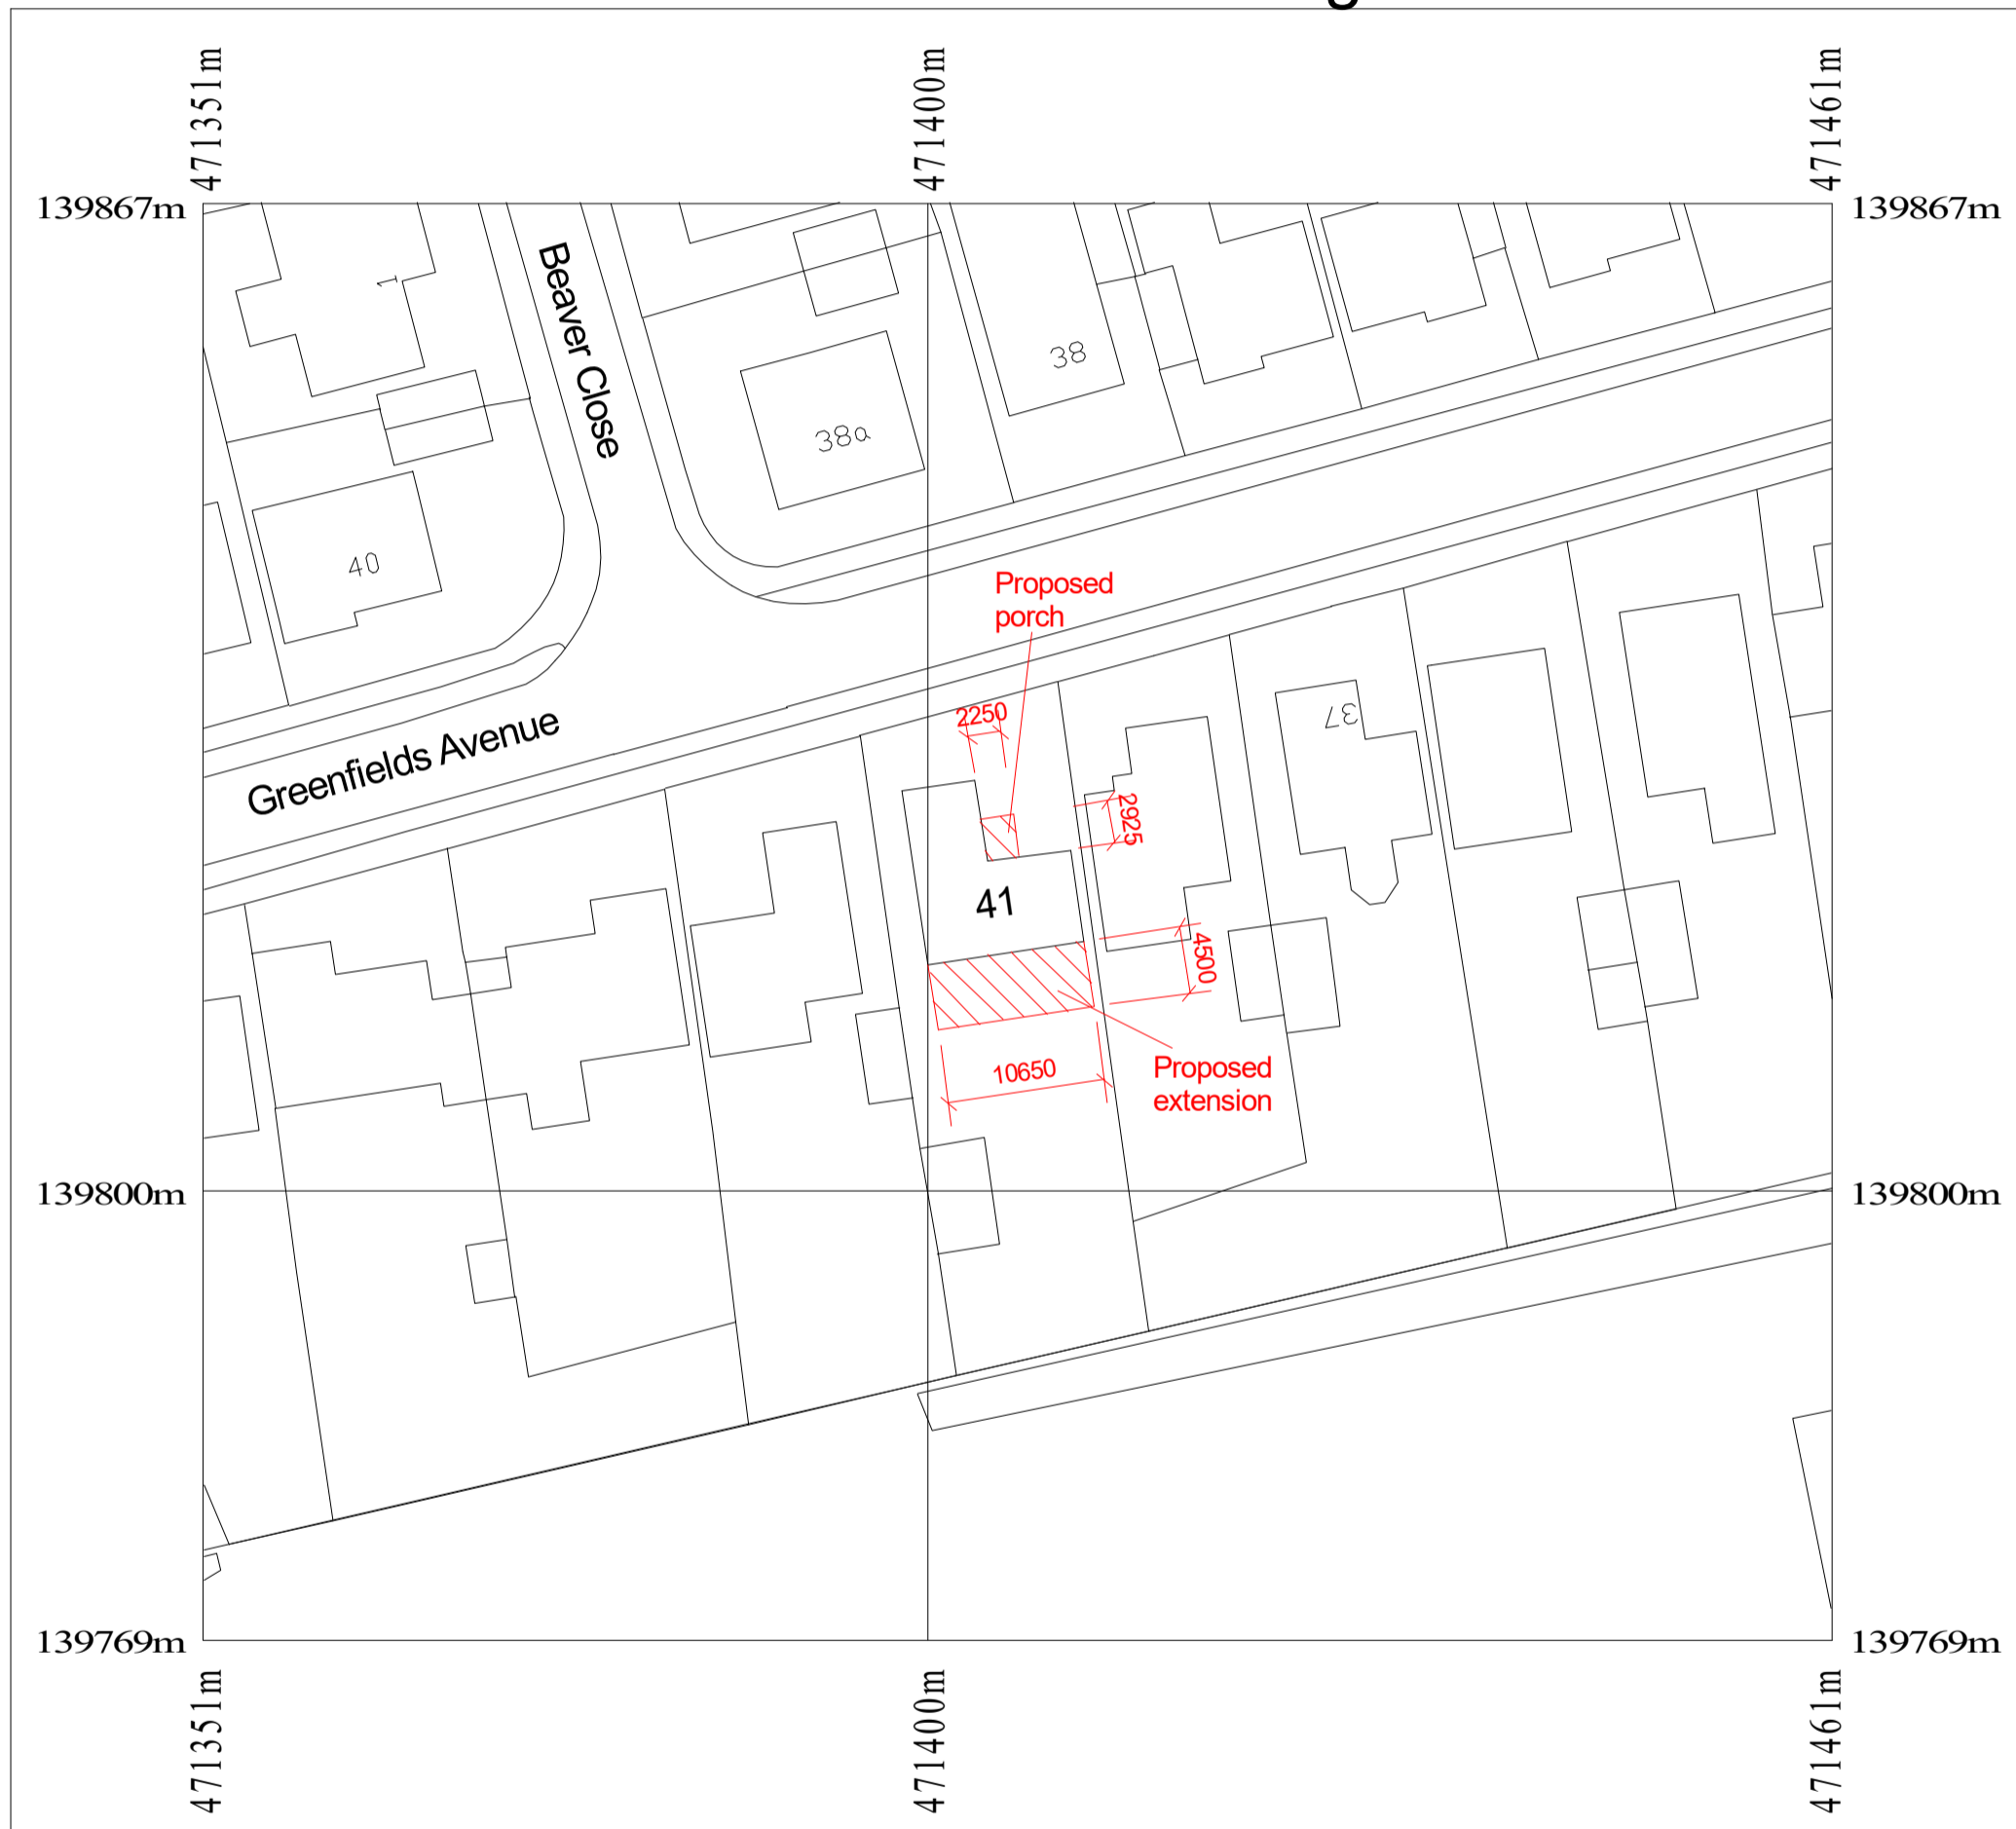 471351m
471400m
471461m
139867m
139867m
Beaver Close
1
38
38a
40
Proposed
porch
2250
37
Greenfields Avenue
2925
41
4500
10650
Proposed
extension
139800m
139800m
139769m
139769m
471351m
471400m
471461m